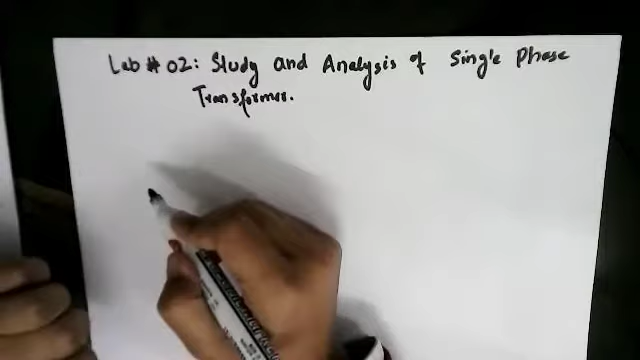 Lab # 02: Study and Analysis of Single Phase
Transformer.